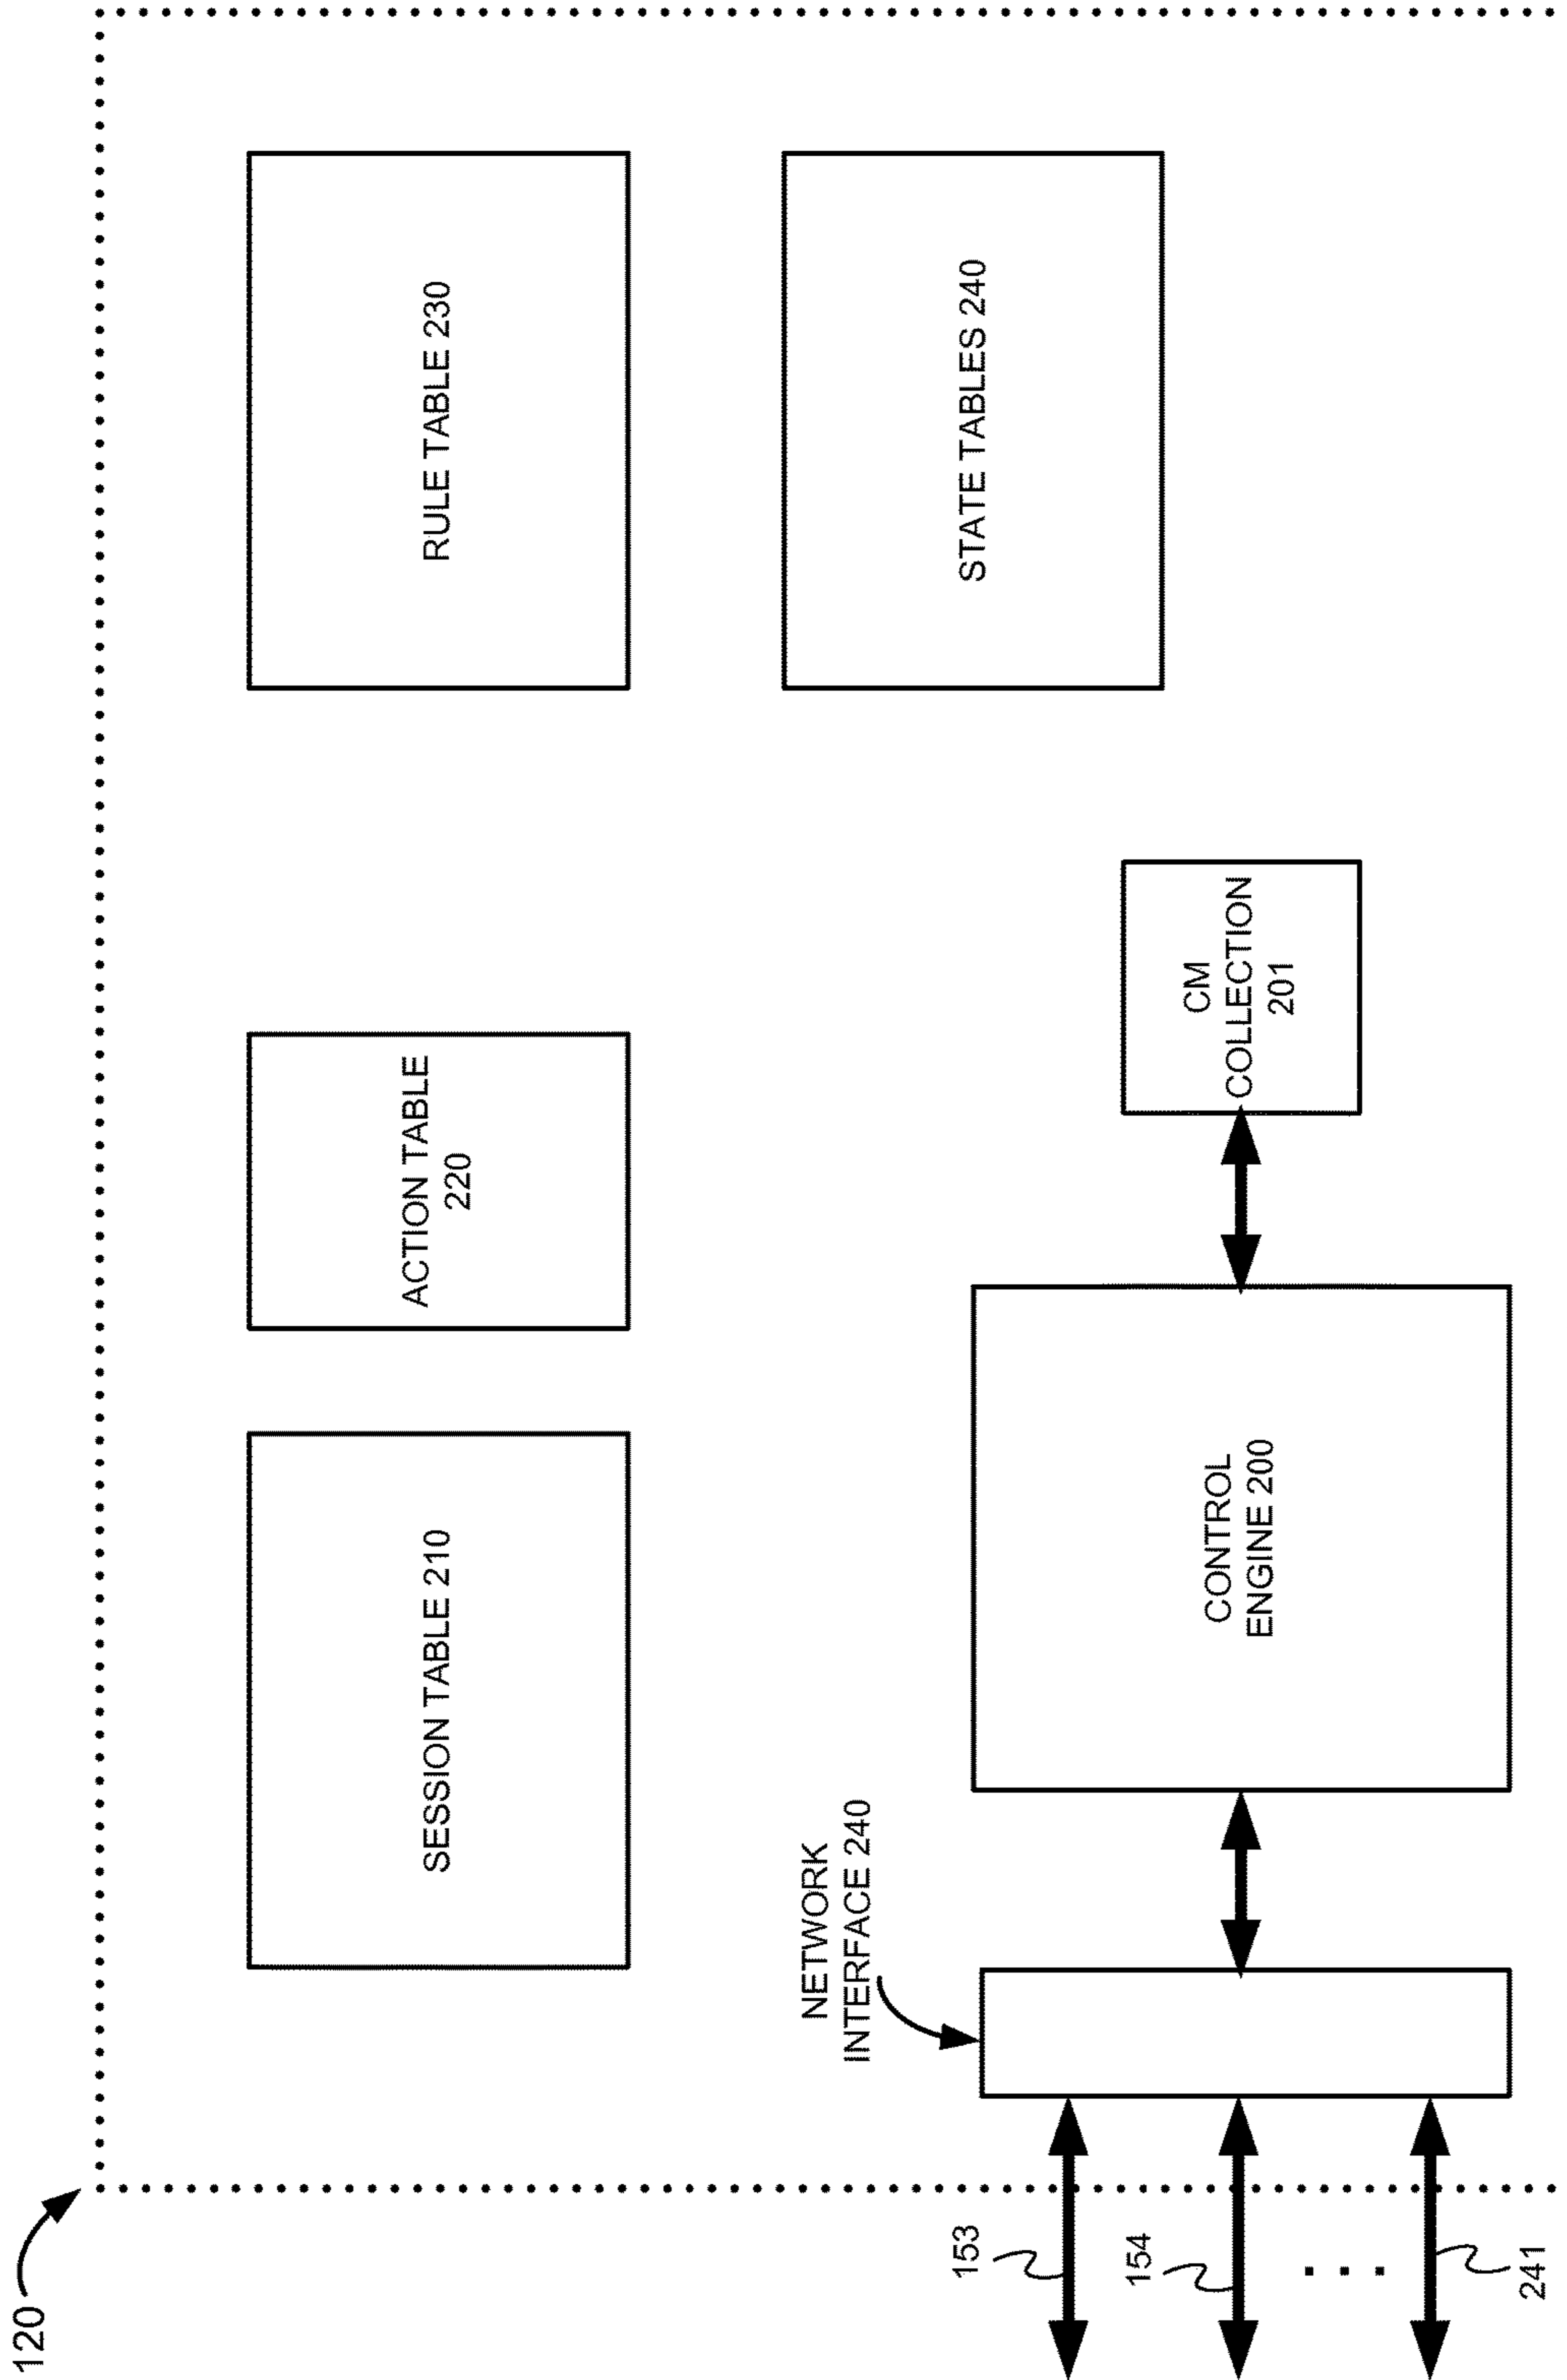 120
SESSION TABLE 210
ACTION TABLE
220
RULE TABLE 230
NETWORK
INTERFACE 240
STATE TABLES 240
153
154
. . .
241
CONTROL
ENGINE 200
CM
COLLECTION
201